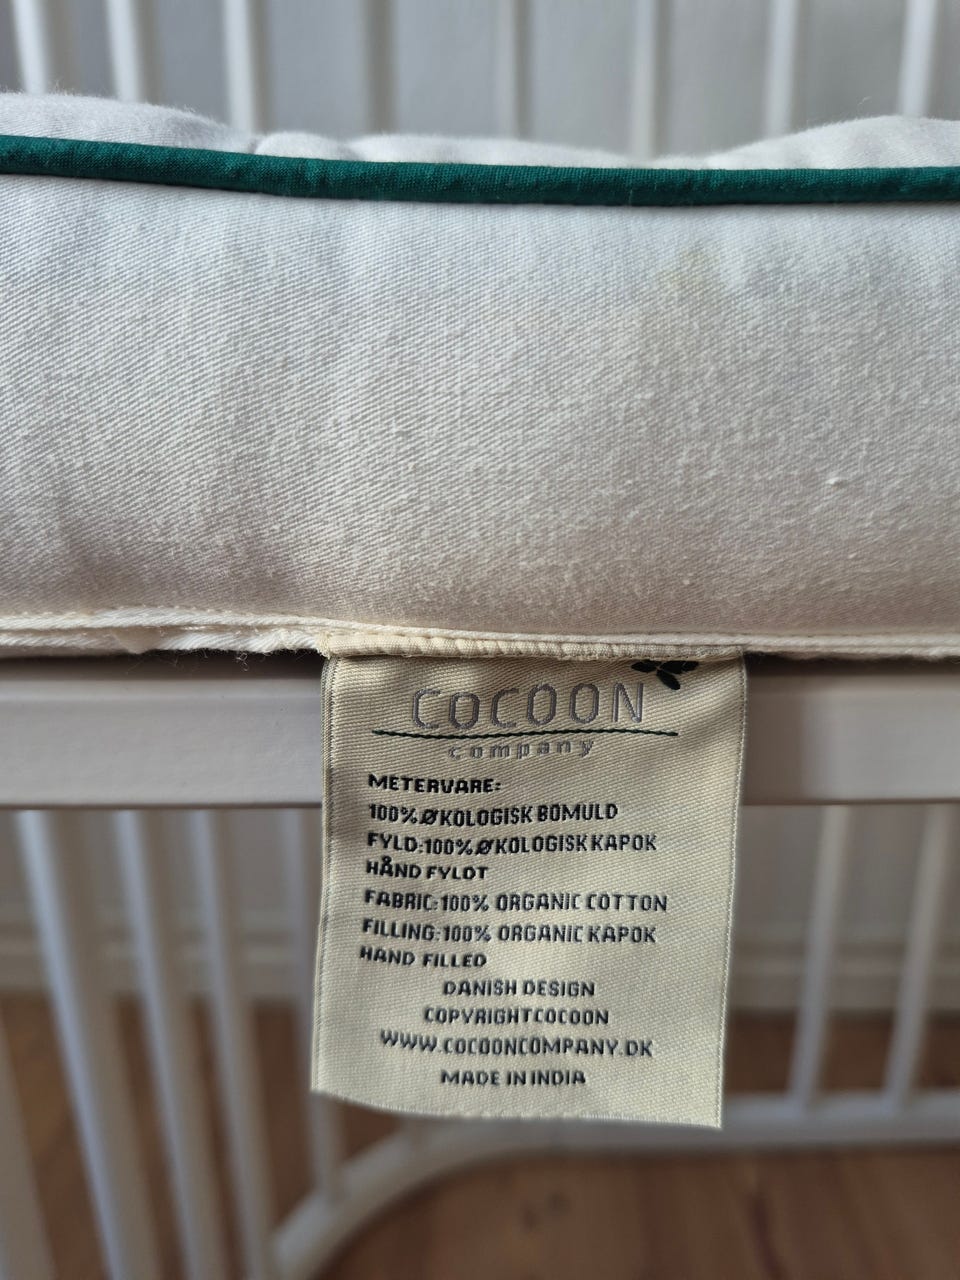 COCOON
company
METERVARE:
100% ØKOLOGISK BOMULD
FYLD:100% ØKOLOGISK KAPOK
HÅND FYLDT
FABRIC:100% ORGANIC COTTON
FILLING:100% ORGANIC KAPOK
HAND FILLED
DANISH DESIGN
COPYRIGHTCOCOON
WWW.COCOONCOMPANY.DK
MADE IN INDIA